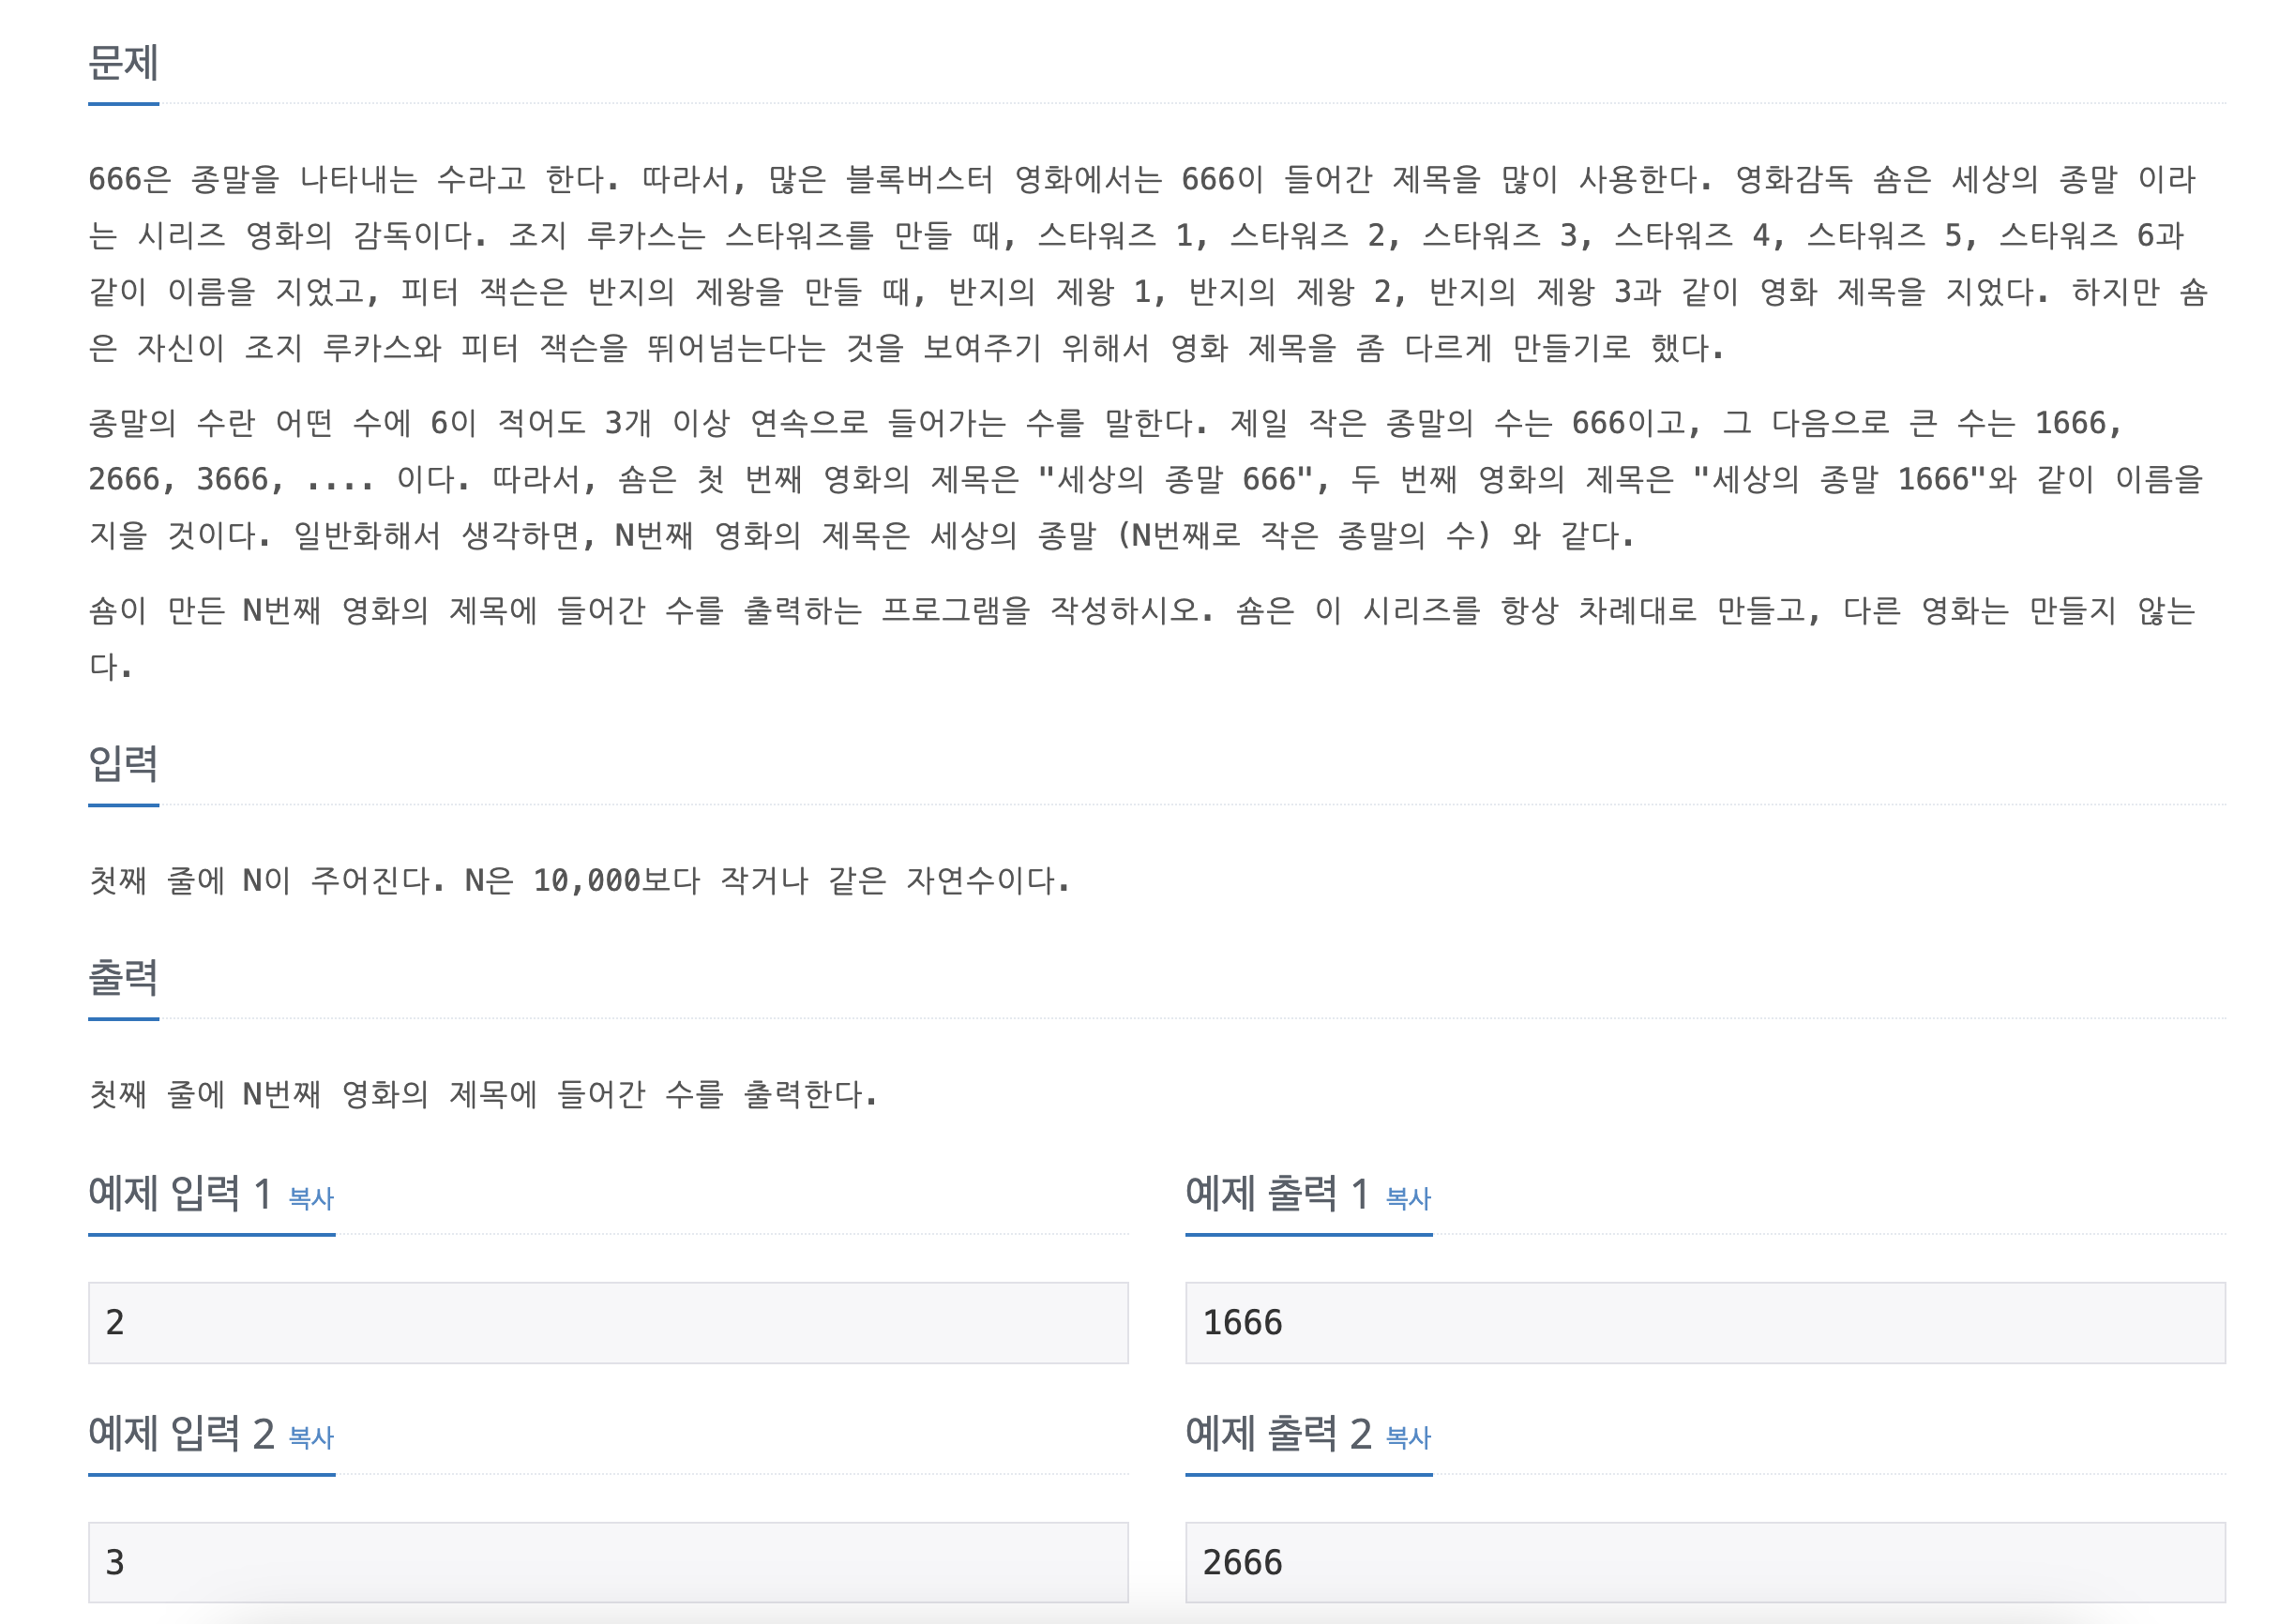 문제
666은 종말을 나타내는 수라고 한다. 따라서, 많은 블록버스터 영화에서는 666이 들어간 제목을 많이 사용한다. 영화감독 숌은 세상의 종말 이라
는 시리즈 영화의 감독이다. 조지 루카스는 스타워즈를 만들 때, 스타워즈 1, 스타워즈 2, 스타워즈 3, 스타워즈 4, 스타워즈 5, 스타워즈 6과
같이 이름을 지었고, 피터 잭슨은 반지의 제왕을 만들 때, 반지의 제왕 1, 반지의 제왕 2, 반지의 제왕 3과 같이 영화 제목을 지었다. 하지만 숌
은 자신이 조지 루카스와 피터 잭슨을 뛰어넘는다는 것을 보여주기 위해서 영화 제목을 좀 다르게 만들기로 했다.
종말의 수란 어떤 수에 6이 적어도 3개 이상 연속으로 들어가는 수를 말한다. 제일 작은 종말의 수는 666이고, 그 다음으로 큰 수는 1666,
2666, 3666, .... 이다. 따라서, 숌은 첫 번째 영화의 제목은 "세상의 종말 666", 두 번째 영화의 제목은 "세상의 종말 1666"와 같이 이름을
지을 것이다. 일반화해서 생각하면, N번째 영화의 제목은 세상의 종말 (N번째로 작은 종말의 수) 와 같다.
숌이 만든 N번째 영화의 제목에 들어간 수를 출력하는 프로그램을 작성하시오. 숌은 이 시리즈를 항상 차례대로 만들고, 다른 영화는 만들지 않는
다.
입력
첫째 줄에 N이 주어진다. N은 10,000보다 작거나 같은 자연수이다.
출력
첫째 줄에 N번째 영화의 제목에 들어간 수를 출력한다.
예제 입력 1 복사
2
예제 출력 1 복사
1666
예제 입력 2 복사
3
예제 출력 2 복사
2666